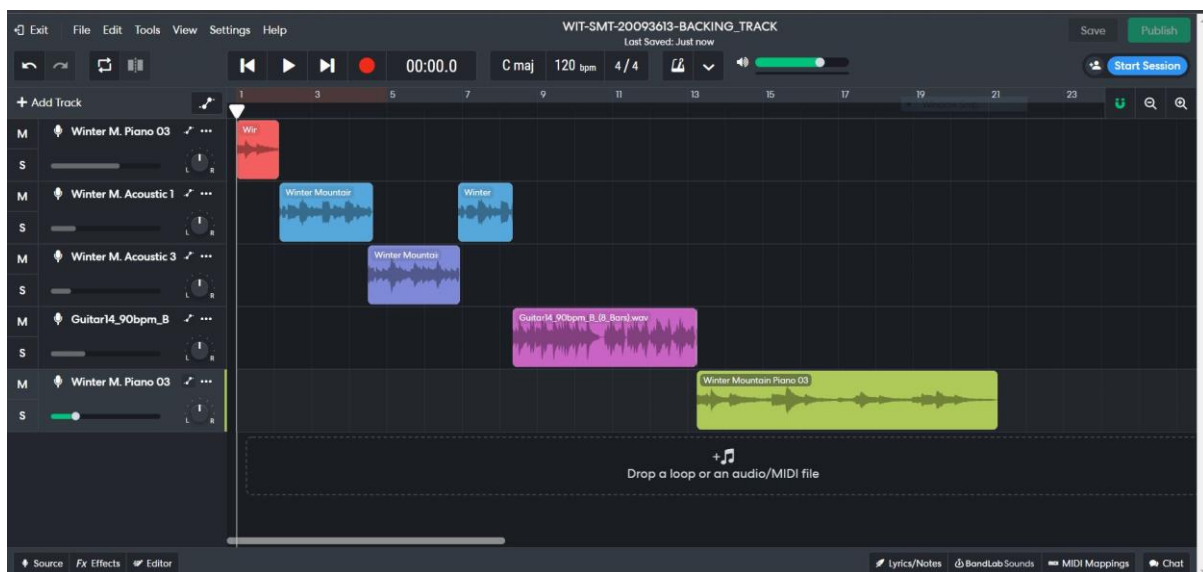 Exit File Edit Tools View Settings Help
WIT-SMT-20093613-BACKING_TRACK
Last Saved: Just now
Save Publish
00:00.0 C maj 120 bpm 4/4
Start Session
+ Add Track
1 3 5 7 9 11 13 15 17 19 21 23
M Winter M. Piano 03
Wir
S L R
M Winter M. Acoustic 1
Winter Mountair Winter
S L R
M Winter M. Acoustic 3
Winter Mountai
S L R
M Guitar14_90bpm_B
Guitar14_90bpm_B_(8_Bars).wav
S L R
M Winter M. Piano 03
Winter Mountain Piano 03
S L R
Drop a loop or an audio/MIDI file
Source Fx Effects Editor
Lyrics/Notes BandLab Sounds MIDI Mappings Chat